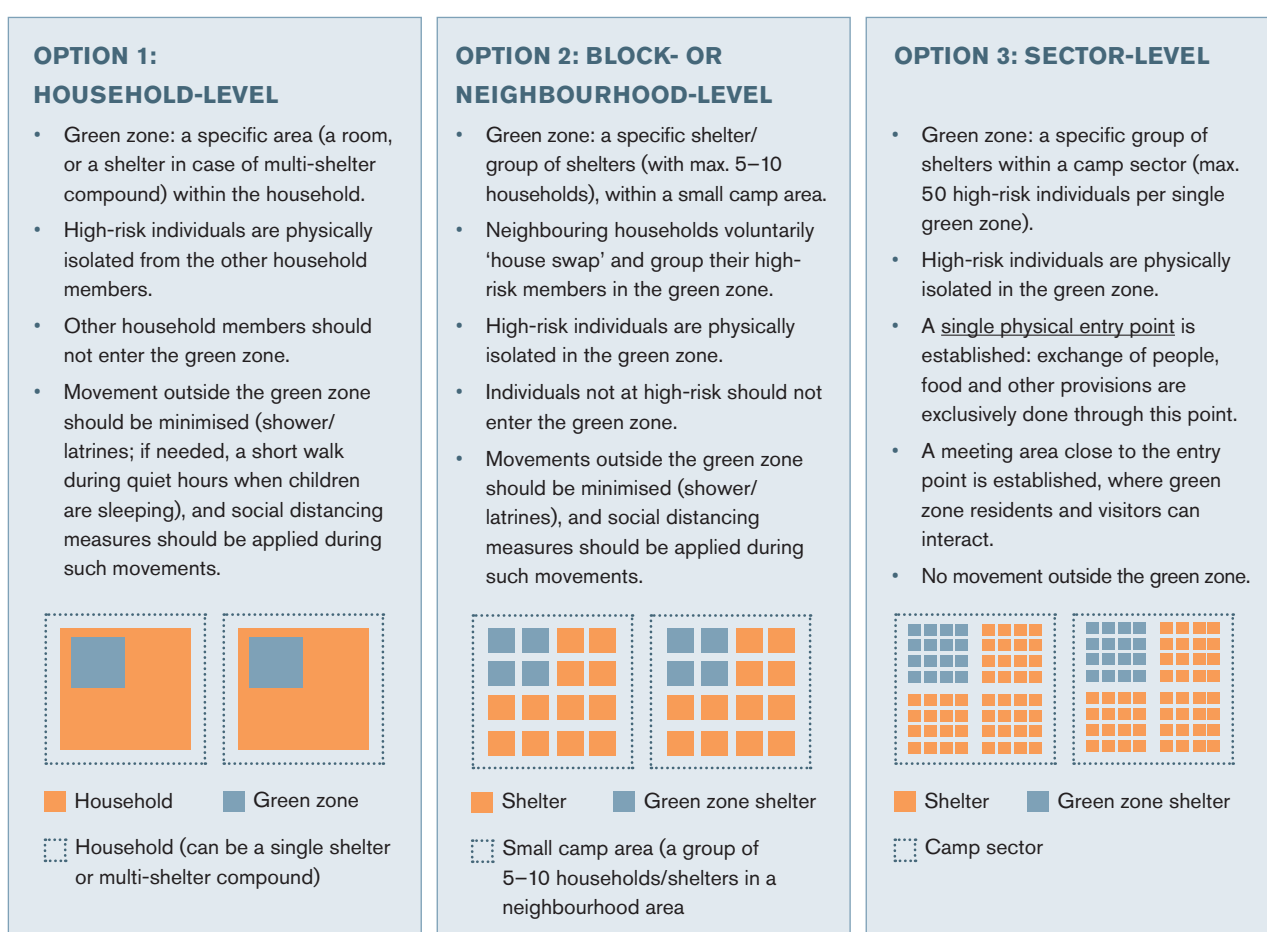 OPTION 1:
HOUSEHOLD-LEVEL
• Green zone: a specific area (a room,
or a shelter in case of multi-shelter
compound) within the household.
• High-risk individuals are physically
isolated from the other household
members.
• Other household members should
not enter the green zone.
• Movement outside the green zone
should be minimised (shower/
latrines; if needed, a short walk
during quiet hours when children
are sleeping), and social distancing
measures should be applied during
such movements.
Household
Green zone
Household (can be a single shelter
or multi-shelter compound)
OPTION 2: BLOCK- OR
NEIGHBOURHOOD-LEVEL
• Green zone: a specific shelter/
group of shelters (with max. 5–10
households), within a small camp area.
• Neighbouring households voluntarily
‘house swap’ and group their high-
risk members in the green zone.
• High-risk individuals are physically
isolated in the green zone.
• Individuals not at high-risk should not
enter the green zone.
• Movements outside the green zone
should be minimised (shower/
latrines), and social distancing
measures should be applied during
such movements.
Shelter
Green zone shelter
Small camp area (a group of
5–10 households/shelters in a
neighbourhood area
OPTION 3: SECTOR-LEVEL
• Green zone: a specific group of
shelters within a camp sector (max.
50 high-risk individuals per single
green zone).
• High-risk individuals are physically
isolated in the green zone.
• A single physical entry point is
established: exchange of people,
food and other provisions are
exclusively done through this point.
• A meeting area close to the entry
point is established, where green
zone residents and visitors can
interact.
• No movement outside the green zone.
Shelter
Green zone shelter
Camp sector